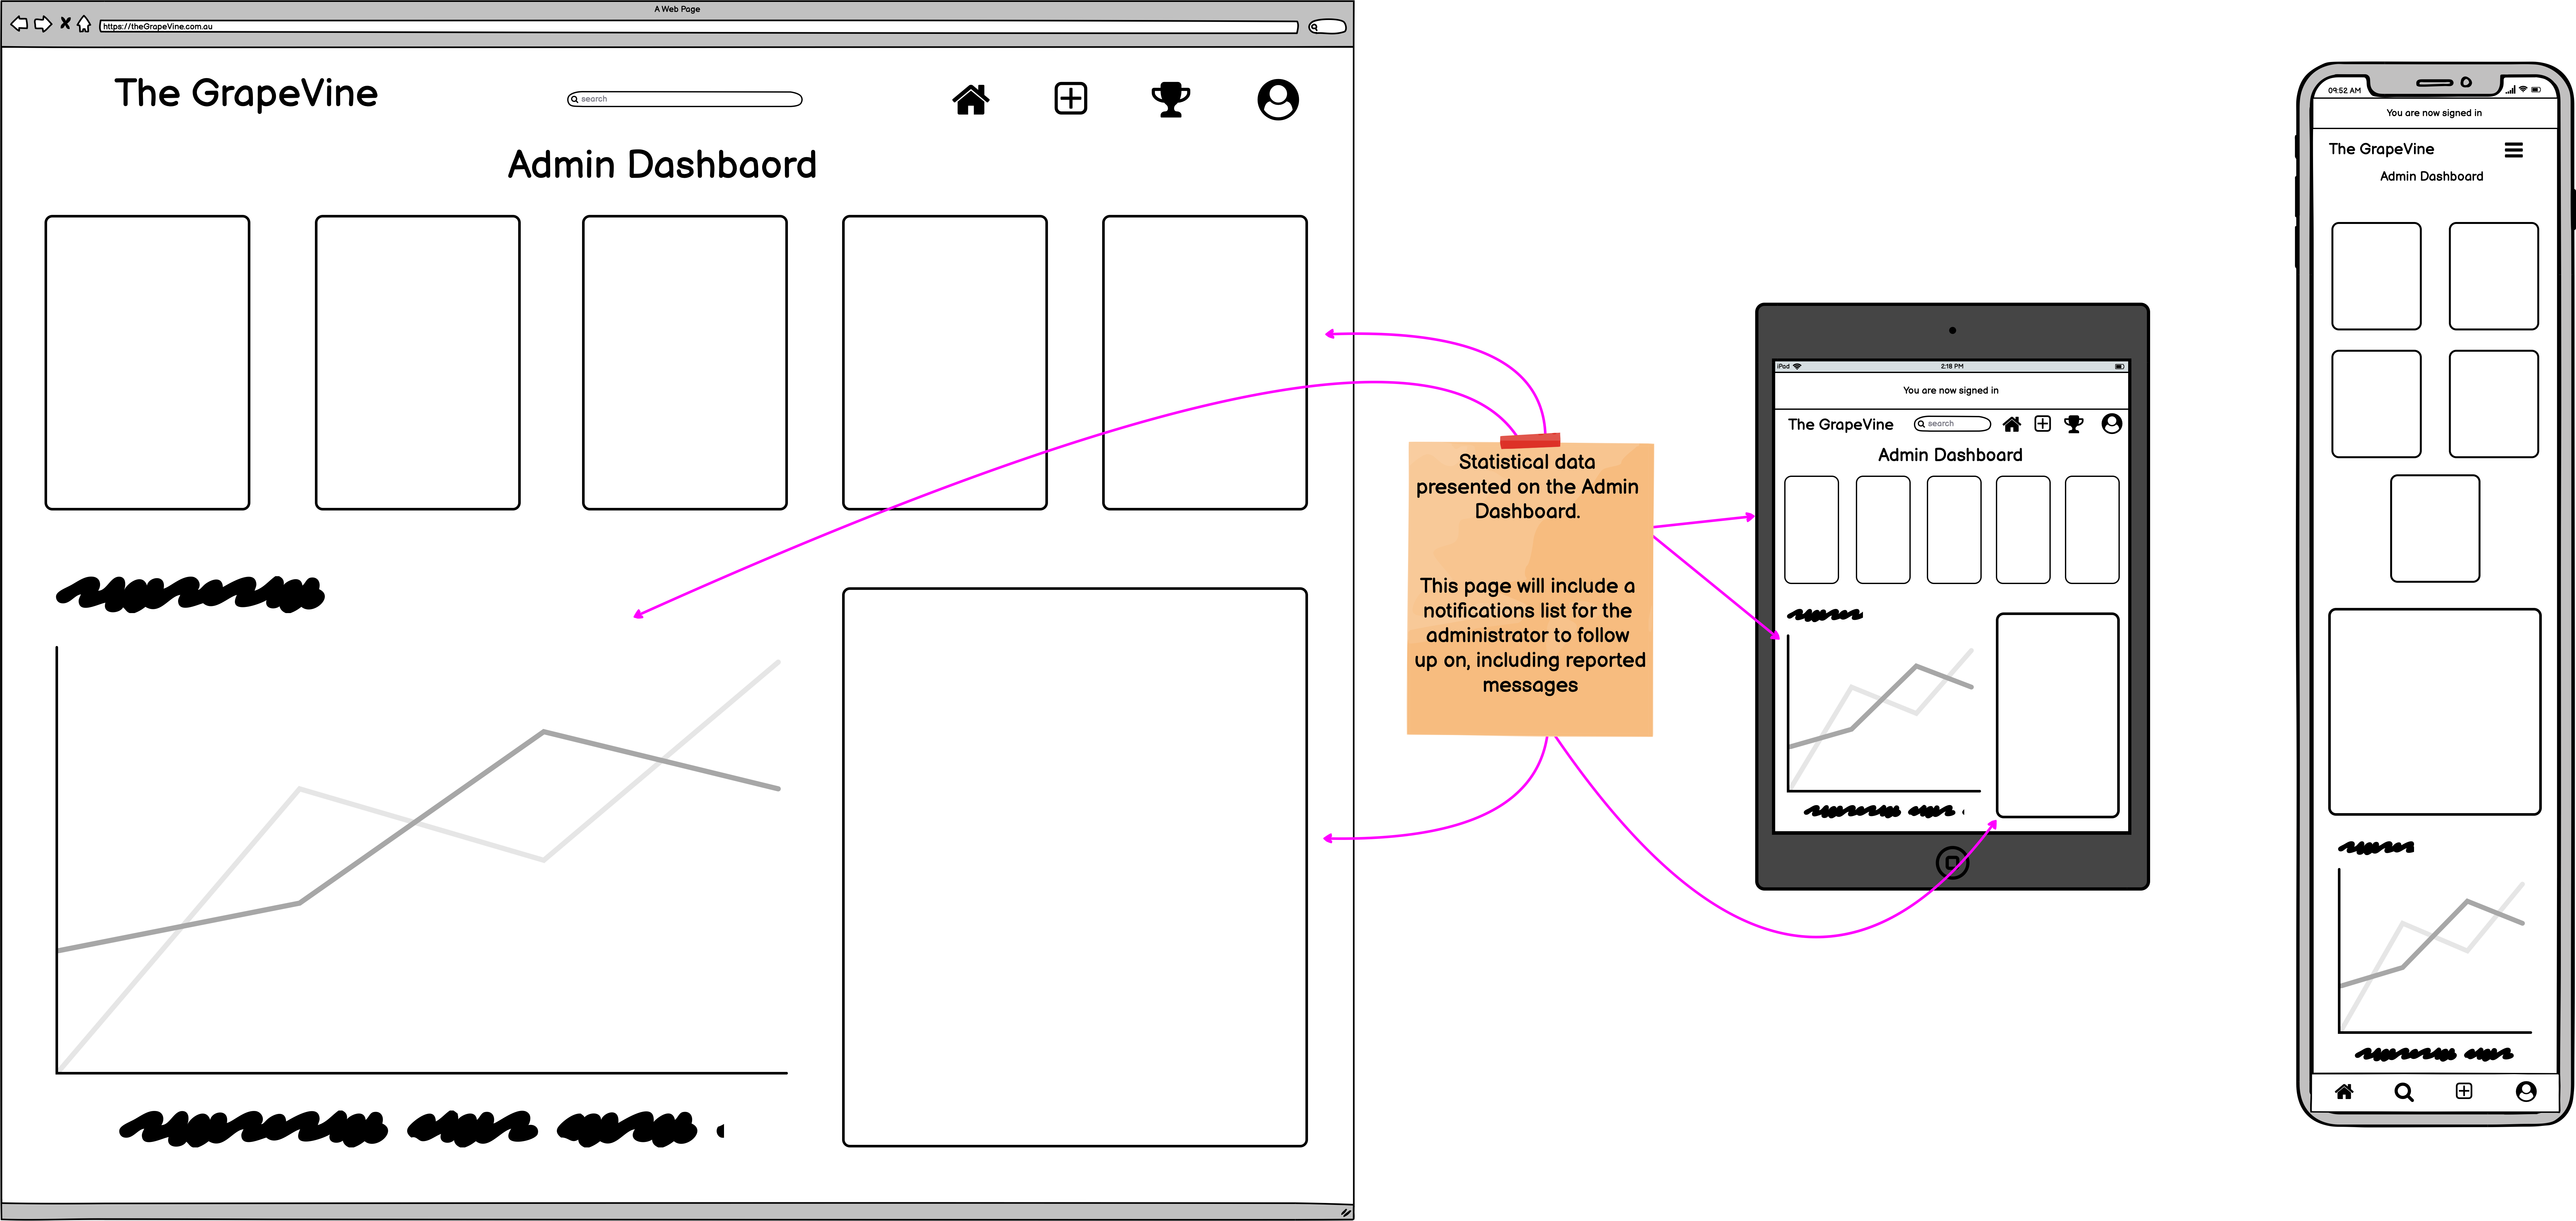 A Web Page
https://theGrapeVine.com.au
The GrapeVine
search
Admin Dashbaord
Statistical data
presented on the Admin
Dashboard.
This page will include a
notifications list for the
administrator to follow
up on, including reported
messages
iPod
2:18 PM
You are now signed in
The GrapeVine
search
Admin Dashboard
09:52 AM
You are now signed in
The GrapeVine
Admin Dashboard